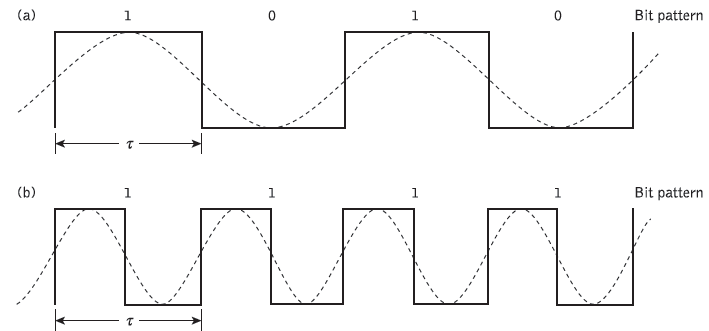 (a) 1 0 1 0 Bit pattern
τ
(b) 1 1 1 1 Bit pattern
τ